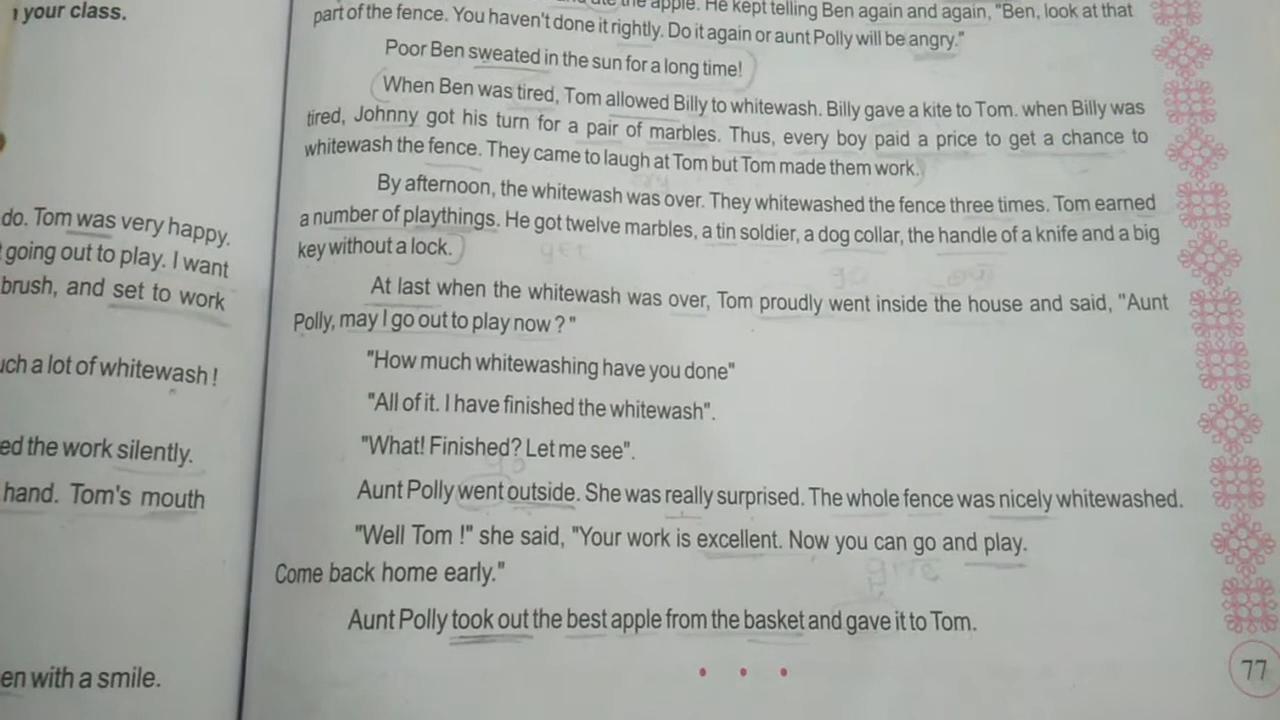 your class.
do. Tom was very happy.
going out to play. I want
brush, and set to work
a lot of whitewash !
the work silently.
hand. Tom's mouth
with a smile.
the apple. He kept telling Ben again and again, "Ben, look at that
part of the fence. You haven't done it rightly. Do it again or aunt Polly will be angry."
Poor Ben sweated in the sun for a long time!
When Ben was tired, Tom allowed Billy to whitewash. Billy gave a kite to Tom. when Billy was
tired, Johnny got his turn for a pair of marbles. Thus, every boy paid a price to get a chance to
whitewash the fence. They came to laugh at Tom but Tom made them work.
By afternoon, the whitewash was over. They whitewashed the fence three times. Tom earned
a number of playthings. He got twelve marbles, a tin soldier, a dog collar, the handle of a knife and a big
key without a lock.
get
go
At last when the whitewash was over, Tom proudly went inside the house and said, "Aunt
Polly, may I go out to play now ? "
"How much whitewashing have you done"
"All of it. I have finished the whitewash".
"What! Finished? Let me see".
go
Aunt Polly went outside. She was really surprised. The whole fence was nicely whitewashed.
"Well Tom !" she said, "Your work is excellent. Now you can go and play.
Come back home early."
Aunt Polly took out the best apple from the basket and gave it to Tom.
77